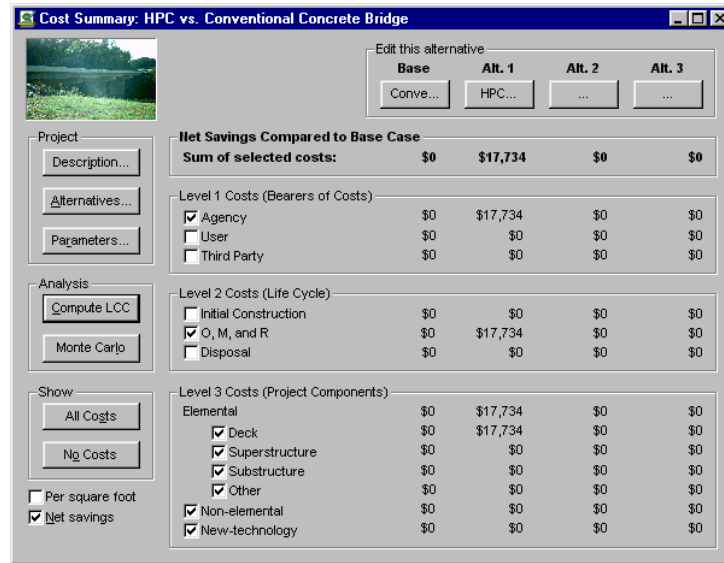 Cost Summary: HPC vs. Conventional Concrete Bridge
Edit this alternative
Base Alt. 1 Alt. 2 Alt. 3
Conve... HPC... ... ...
Project
Description...
Alternatives...
Parameters...
Net Savings Compared to Base Case
Sum of selected costs: $0 $17,734 $0 $0
Level 1 Costs (Bearers of Costs)
Agency $0 $17,734 $0 $0
User $0 $0 $0 $0
Third Party $0 $0 $0 $0
Analysis
Compute LCC
Monte Carlo
Level 2 Costs (Life Cycle)
Initial Construction $0 $0 $0 $0
O, M, and R $0 $17,734 $0 $0
Disposal $0 $0 $0 $0
Show
All Costs
No Costs
Per square foot
Net savings
Level 3 Costs (Project Components)
Elemental $0 $17,734 $0 $0
Deck $0 $17,734 $0 $0
Superstructure $0 $0 $0 $0
Substructure $0 $0 $0 $0
Other $0 $0 $0 $0
Non-elemental $0 $0 $0 $0
New-technology $0 $0 $0 $0